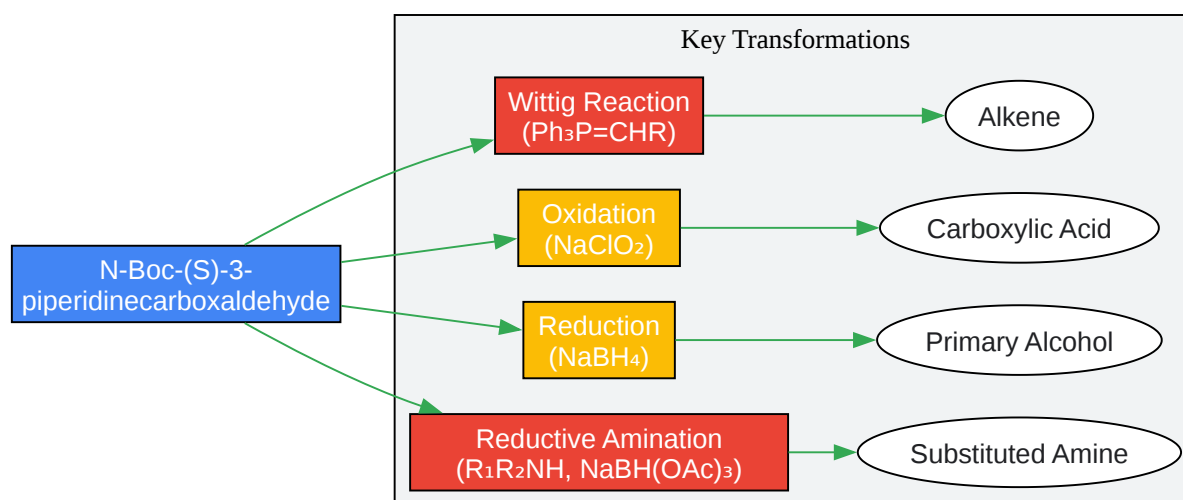 Key Transformations
Wittig Reaction
(Ph₃P=CHR)
Alkene
Oxidation
(NaClO₂)
Carboxylic Acid
N-Boc-(S)-3-
piperidinecarboxaldehyde
Reduction
(NaBH₄)
Primary Alcohol
Reductive Amination
(R₁R₂NH, NaBH(OAc)₃)
Substituted Amine